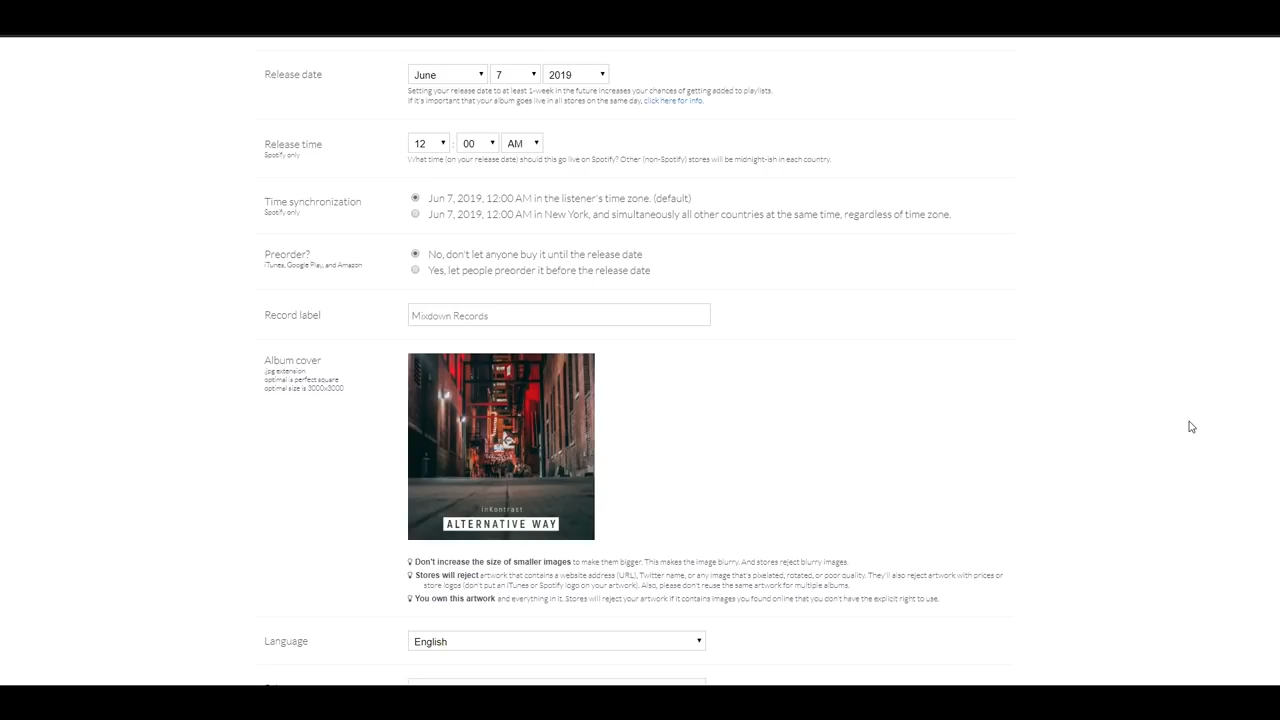 Release date
June 7 2019
Setting your release date to at least 1-week in the future increases your chances of getting added to playlists.
If it's important that your album goes live in all stores on the same day, click here for info.
Release time
Spotify only
12 : 00 AM
What time (on your release date) should this go live on Spotify? Other (non-Spotify) stores will be midnight-ish in each country.
Time synchronization
Spotify only
Jun 7, 2019, 12:00 AM in the listener's time zone. (default)
Jun 7, 2019, 12:00 AM in New York, and simultaneously all other countries at the same time, regardless of time zone.
Preorder?
iTunes, Google Play, and Amazon
No, don't let anyone buy it until the release date
Yes, let people preorder it before the release date
Record label
Mixdown Records
Album cover
.jpg extension
optimal is perfect square
optimal size is 3000x3000
inKontrast
ALTERNATIVE WAY
Don't increase the size of smaller images to make them bigger. This makes the image blurry. And stores reject blurry images.
Stores will reject artwork that contains a website address (URL), Twitter name, or any image that's pixelated, rotated, or poor quality. They'll also reject artwork with prices or
store logos (don't put an iTunes or Spotify logo on your artwork). Also, please don't reuse the same artwork for multiple albums.
You own this artwork and everything in it. Stores will reject your artwork if it contains images you found online that you don't have the explicit right to use.
Language
English